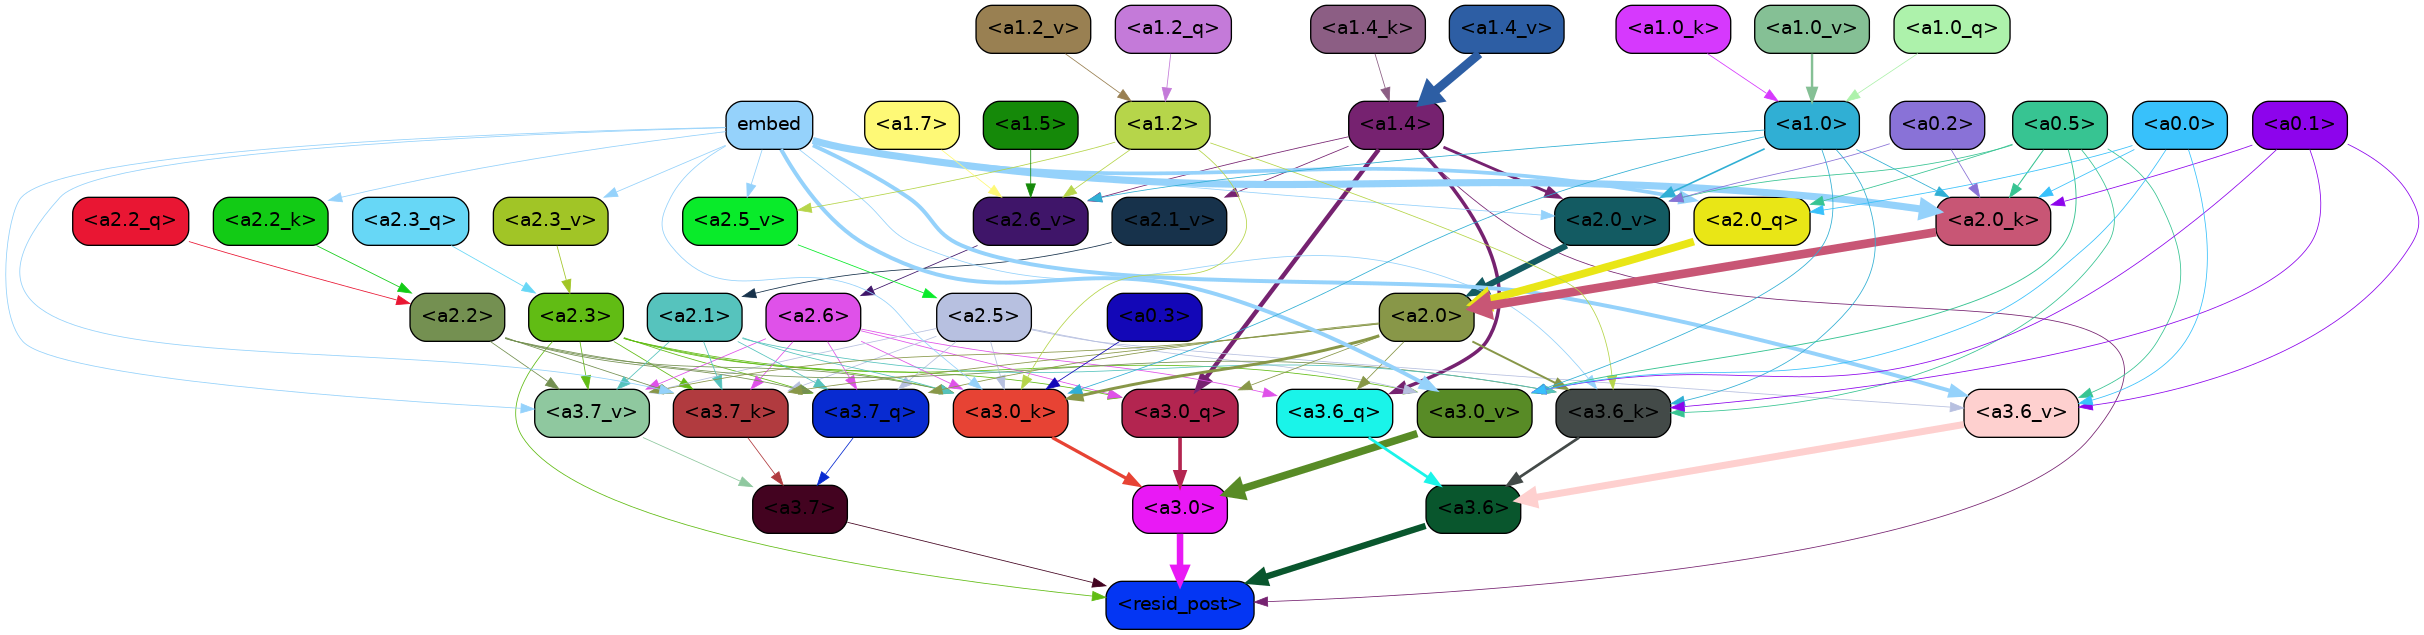 <a1.2_v> <a1.2_q> <a1.4_k> <a1.4_v> <a1.0_k> <a1.0_v> <a1.0_q>
embed <a1.7> <a1.5> <a1.2> <a1.4> <a1.0> <a0.2> <a0.5> <a0.0> <a0.1>
<a2.2_q> <a2.2_k> <a2.3_q> <a2.3_v> <a2.5_v> <a2.6_v> <a2.1_v> <a2.0_v> <a2.0_q> <a2.0_k>
<a2.2> <a2.3> <a2.1> <a2.6> <a2.5> <a0.3> <a2.0>
<a3.7_v> <a3.7_k> <a3.7_q> <a3.0_k> <a3.0_q> <a3.6_q> <a3.0_v> <a3.6_k> <a3.6_v>
<a3.7> <a3.0> <a3.6>
<resid_post>